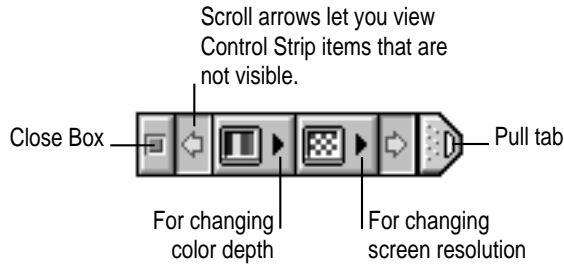 Scroll arrows let you view
Control Strip items that are
not visible.
Close Box
Pull tab
For changing
color depth
For changing
screen resolution